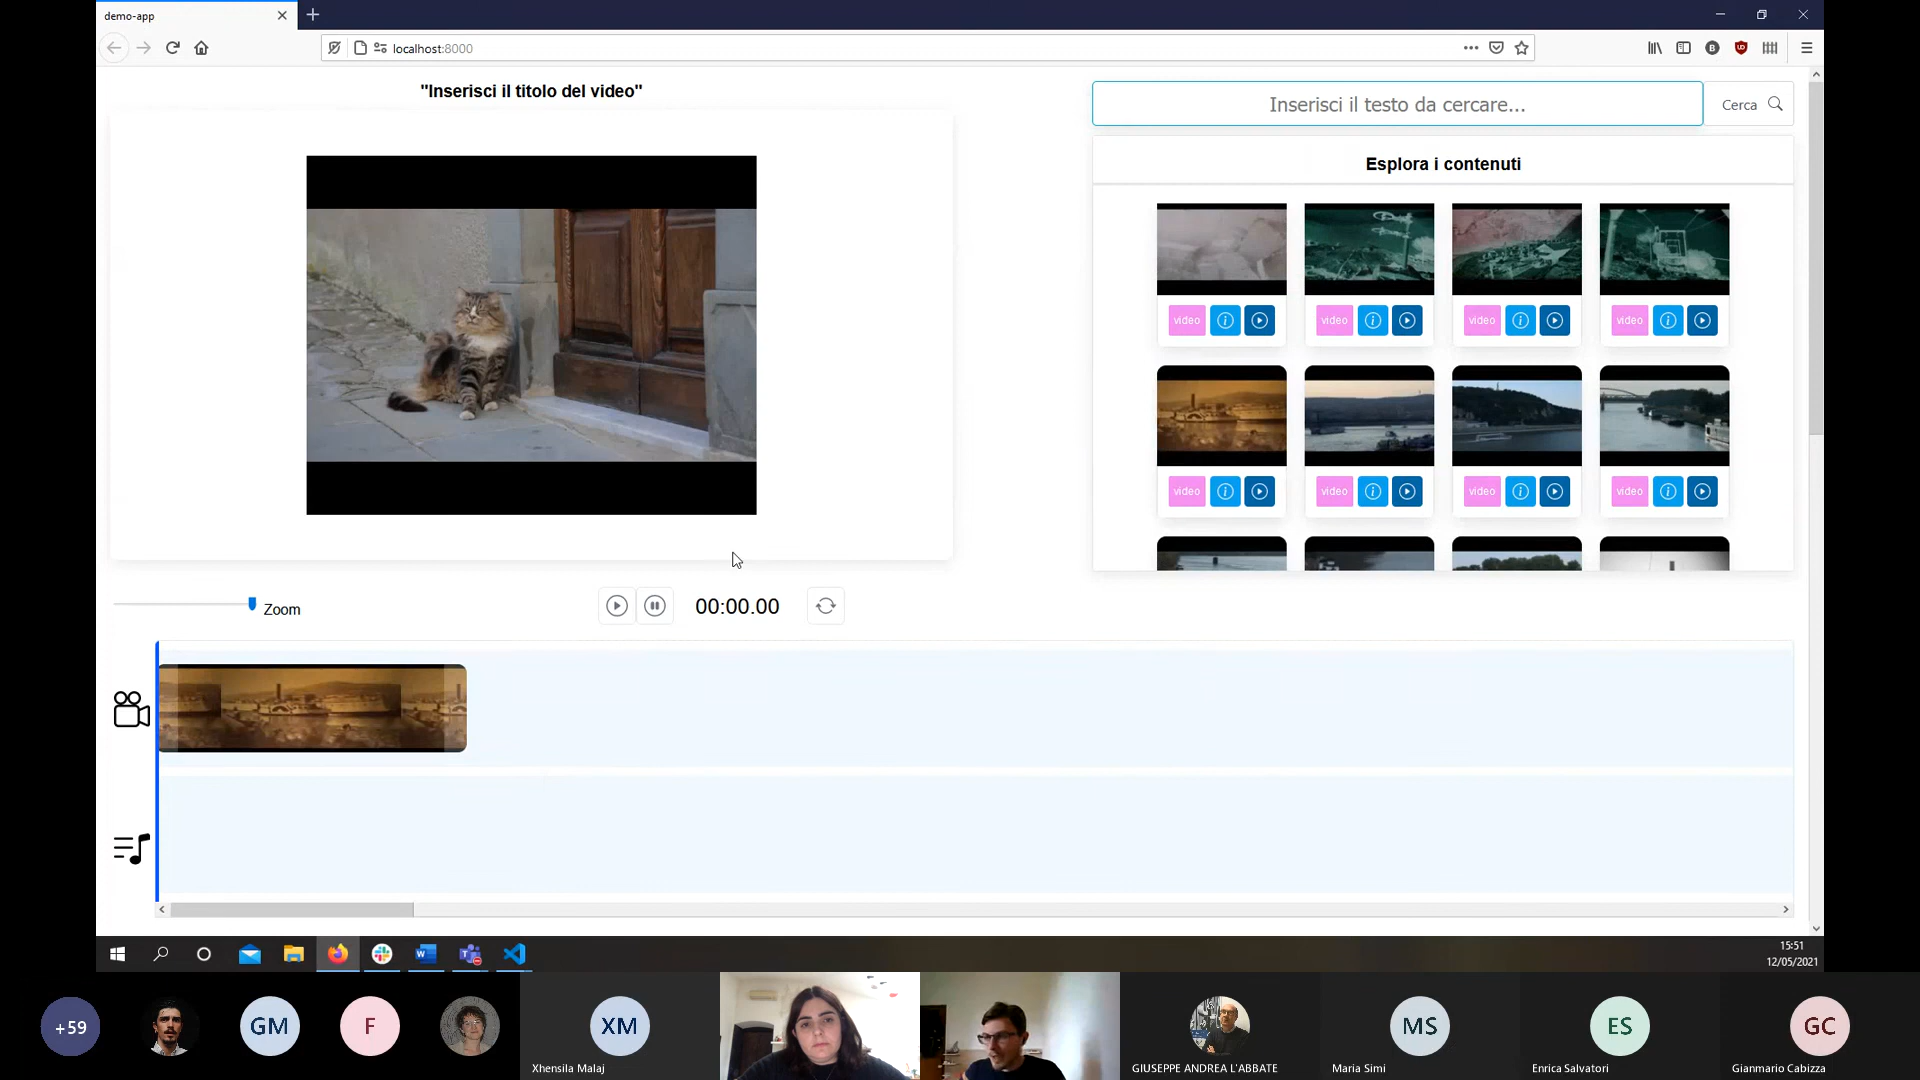 demo-app
localhost:8000
"Inserisci il titolo del video"
Inserisci il testo da cercare...
Cerca
Esplora i contenuti
video
video
video
video
video
video
video
video
Zoom
00:00.00
15:51
12/05/2021
+59
GM
F
XM
Xhensila Malaj
GIUSEPPE ANDREA L'ABBATE
MS
Maria Simi
ES
Enrica Salvatori
GC
Gianmario Cabizza